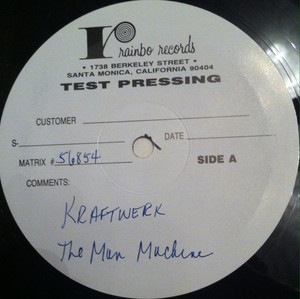 rainbo records
• 1738 BERKELEY STREET •
SANTA MONICA, CALIFORNIA 90404
TEST PRESSING
CUSTOMER
S- DATE
MATRIX # 56854 SIDE A
COMMENTS:
KRAFTWERK
The Man Machine